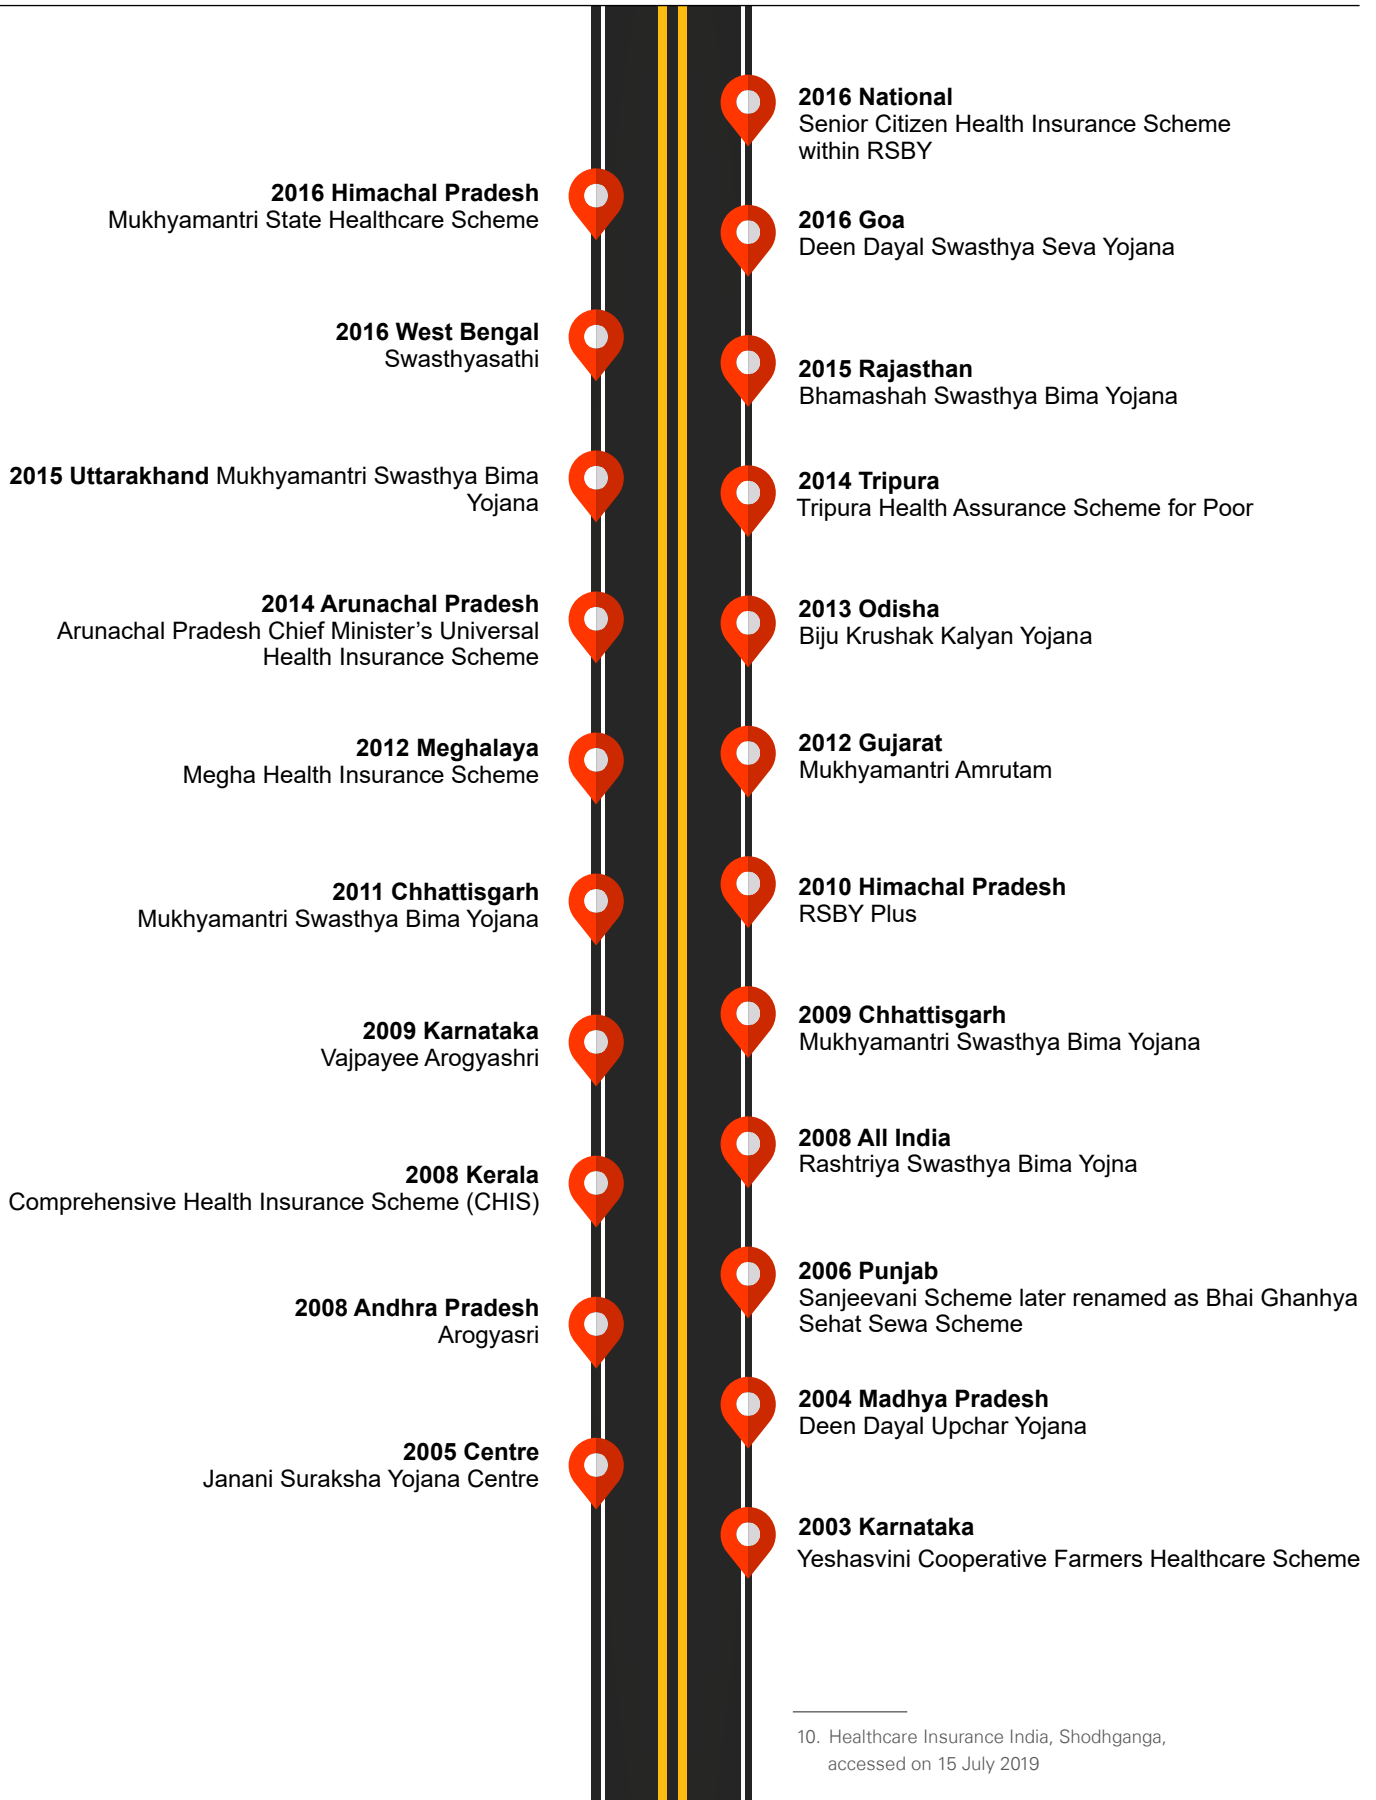 2016 National
Senior Citizen Health Insurance Scheme
within RSBY
2016 Himachal Pradesh
Mukhyamantri State Healthcare Scheme
2016 Goa
Deen Dayal Swasthya Seva Yojana
2016 West Bengal
Swasthyasathi
2015 Rajasthan
Bhamashah Swasthya Bima Yojana
2015 Uttarakhand Mukhyamantri Swasthya Bima
Yojana
2014 Tripura
Tripura Health Assurance Scheme for Poor
2014 Arunachal Pradesh
Arunachal Pradesh Chief Minister’s Universal
Health Insurance Scheme
2013 Odisha
Biju Krushak Kalyan Yojana
2012 Meghalaya
Megha Health Insurance Scheme
2012 Gujarat
Mukhyamantri Amrutam
2011 Chhattisgarh
Mukhyamantri Swasthya Bima Yojana
2010 Himachal Pradesh
RSBY Plus
2009 Karnataka
Vajpayee Arogyashri
2009 Chhattisgarh
Mukhyamantri Swasthya Bima Yojana
2008 Kerala
Comprehensive Health Insurance Scheme (CHIS)
2008 All India
Rashtriya Swasthya Bima Yojna
2008 Andhra Pradesh
Arogyasri
2006 Punjab
Sanjeevani Scheme later renamed as Bhai Ghanhya
Sehat Sewa Scheme
2005 Centre
Janani Suraksha Yojana Centre
2004 Madhya Pradesh
Deen Dayal Upchar Yojana
2003 Karnataka
Yeshasvini Cooperative Farmers Healthcare Scheme
10. Healthcare Insurance India, Shodhganga,
accessed on 15 July 2019